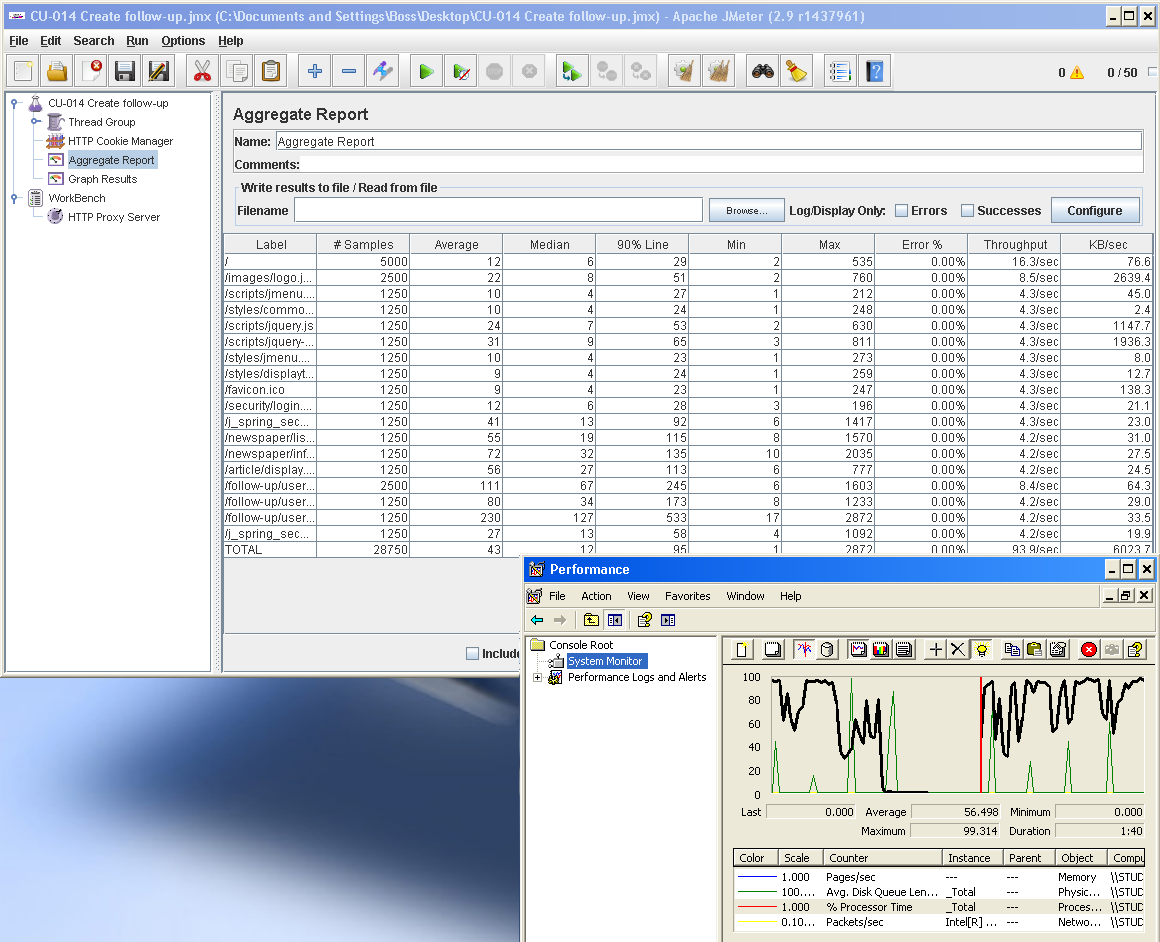 CU-014 Create follow-up.jmx (C:\Documents and Settings\Boss\Desktop\CU-014 Create follow-up.jmx) - Apache JMeter (2.9 r1437961)
File Edit Search Run Options Help
0 0 / 50
CU-014 Create follow-up
Thread Group
HTTP Cookie Manager
Aggregate Report
Graph Results
WorkBench
HTTP Proxy Server
Aggregate Report
Name: Aggregate Report
Comments:
Write results to file / Read from file
Filename Browse... Log/Display Only: Errors Successes Configure
Label # Samples Average Median 90% Line Min Max Error % Throughput KB/sec
/ 5000 12 6 29 2 535 0.00% 16.3/sec 76.6
/images/logo.j... 2500 22 8 51 2 760 0.00% 8.5/sec 2639.4
/scripts/jmenu.... 1250 10 4 27 1 212 0.00% 4.3/sec 45.0
/styles/commo... 1250 10 4 24 1 248 0.00% 4.3/sec 2.4
/scripts/jquery.js 1250 24 7 53 2 630 0.00% 4.3/sec 1147.7
/scripts/jquery-... 1250 31 9 65 3 811 0.00% 4.3/sec 1936.3
/styles/jmenu.... 1250 10 4 23 1 273 0.00% 4.3/sec 8.0
/styles/displayt... 1250 9 4 24 1 259 0.00% 4.3/sec 12.7
/favicon.ico 1250 9 4 23 1 247 0.00% 4.3/sec 138.3
/security/login.... 1250 12 6 28 3 196 0.00% 4.3/sec 21.1
/j_spring_sec... 1250 41 13 92 6 1417 0.00% 4.3/sec 23.0
/newspaper/lis... 1250 55 19 115 8 1570 0.00% 4.2/sec 31.0
/newspaper/inf... 1250 72 32 135 10 2035 0.00% 4.2/sec 27.5
/article/display.... 1250 56 27 113 6 777 0.00% 4.2/sec 24.5
/follow-up/user... 2500 111 67 245 6 1603 0.00% 8.4/sec 64.3
/follow-up/user... 1250 80 34 173 8 1233 0.00% 4.2/sec 29.0
/follow-up/user... 1250 230 127 533 17 2872 0.00% 4.2/sec 33.5
/j_spring_sec... 1250 27 13 58 4 1092 0.00% 4.2/sec 19.9
TOTAL 28750 43 12 95 1 2872 0.00% 93.9/sec 6023.7
Include
Performance
File Action View Favorites Window Help
Console Root
System Monitor
Performance Logs and Alerts
100
80
60
40
20
0
Last 0.000 Average 56.498 Minimum 0.000
Maximum 99.314 Duration 1:40
Color Scale Counter Instance Parent Object Compu
1.000 Pages/sec --- --- Memory \\STUD
100.... Avg. Disk Queue Len... _Total --- Physic... \\STUD
1.000 % Processor Time _Total --- Proces... \\STUD
0.10... Packets/sec Intel[R] ... --- Netwo... \\STUD